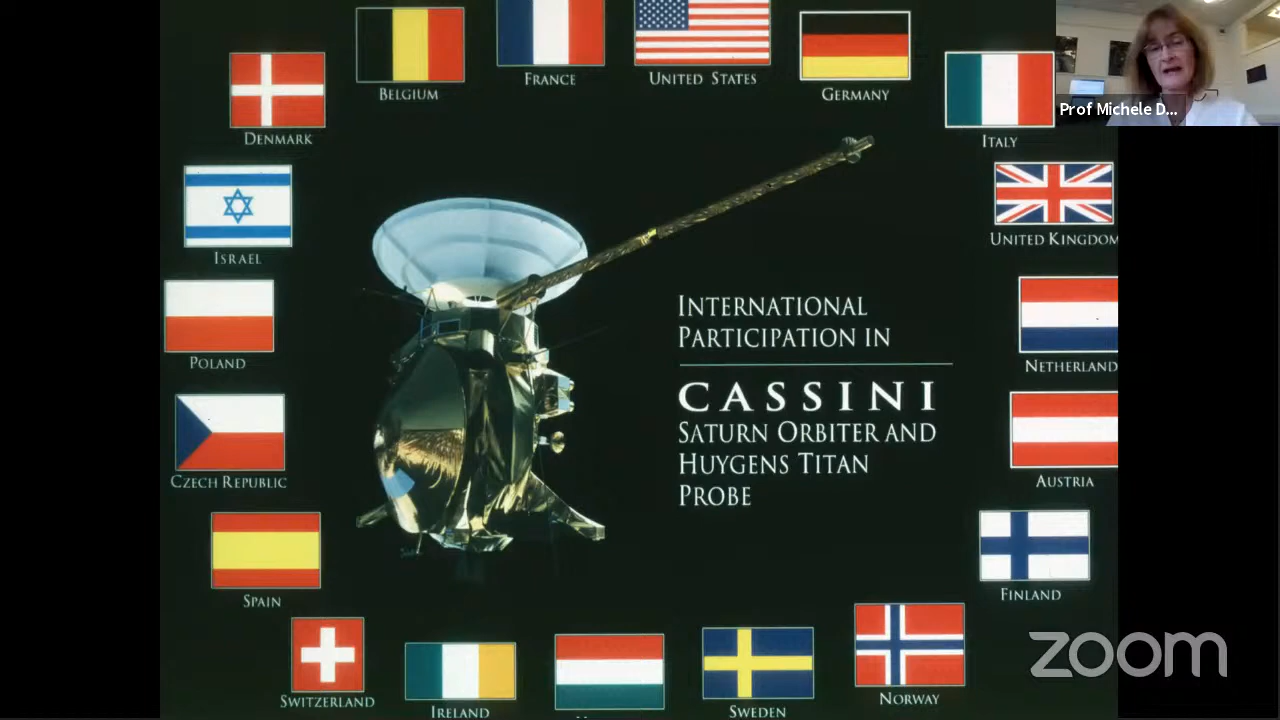 BELGIUM
FRANCE
UNITED STATES
GERMANY
Prof Michele D...
DENMARK
ITALY
ISRAEL
UNITED KINGDOM
INTERNATIONAL
PARTICIPATION IN
CASSINI
SATURN ORBITER AND
HUYGENS TITAN
PROBE
POLAND
NETHERLAND
CZECH REPUBLIC
AUSTRIA
SPAIN
FINLAND
SWITZERLAND
IRELAND
SWEDEN
NORWAY
zoom